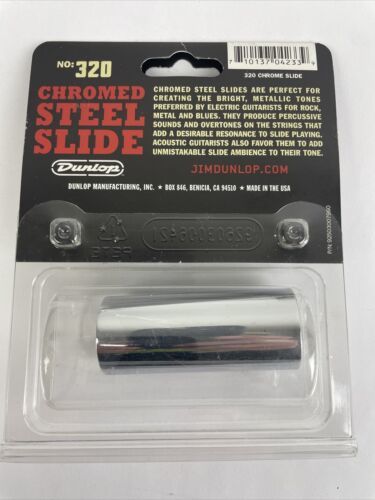 NO: 320
CHROMED
STEEL
SLIDE
Dunlop
7 10137 04233 9
320 CHROME SLIDE
CHROMED STEEL SLIDES ARE PERFECT FOR
CREATING THE BRIGHT, METALLIC TONES
PREFERRED BY ELECTRIC GUITARISTS FOR ROCK,
METAL AND BLUES. THEY PRODUCE PERCUSSIVE
SOUNDS AND OVERTONES ON THE STRINGS THAT
ADD A DESIRABLE RESONANCE TO SLIDE PLAYING.
ACOUSTIC GUITARISTS ALSO FAVOR THEM TO ADD
UNMISTAKABLE SLIDE AMBIENCE TO THEIR TONE.
JIMDUNLOP.COM
DUNLOP MANUFACTURING, INC. ★ BOX 846, BENICIA, CA 94510 ★ MADE IN THE USA